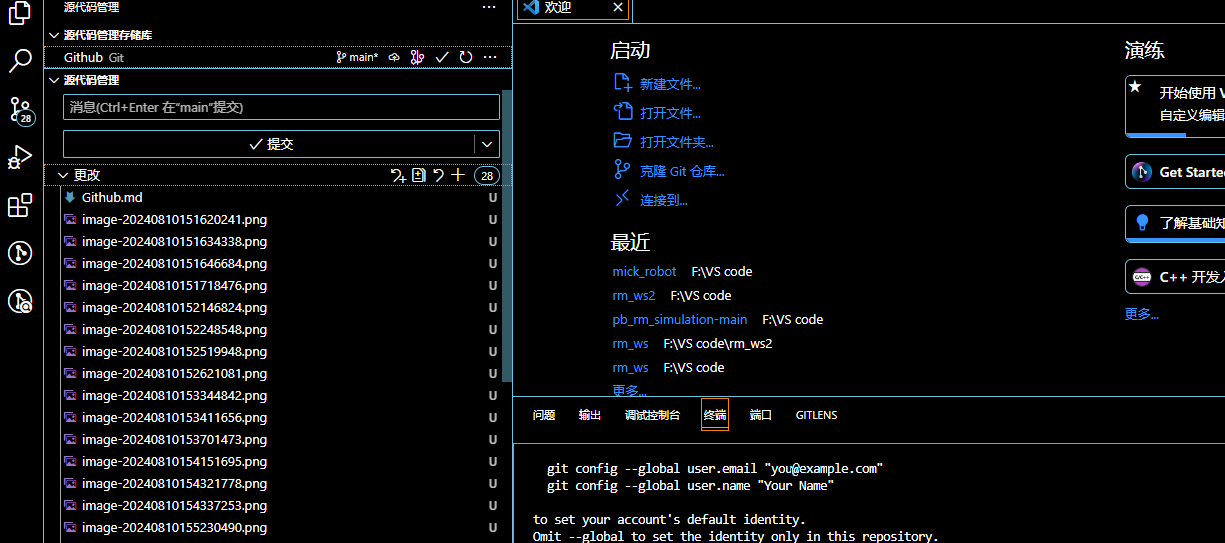 源代码管理
源代码管理存储库
Github Git main*
源代码管理
消息(Ctrl+Enter 在"main"提交)
提交
更改 28
Github.md U
image-20240810151620241.png U
image-20240810151634338.png U
image-20240810151646684.png U
image-20240810151718476.png U
image-20240810152146824.png U
image-20240810152248548.png U
image-20240810152519948.png U
image-20240810152621081.png U
image-20240810153344842.png U
image-20240810153411656.png U
image-20240810153701473.png U
image-20240810154151695.png U
image-20240810154321778.png U
image-20240810154337253.png U
image-20240810155230490.png U
28
欢迎
启动
新建文件...
打开文件...
打开文件夹...
克隆 Git 仓库...
连接到...
最近
mick_robot F:\VS code
rm_ws2 F:\VS code
pb_rm_simulation-main F:\VS code
rm_ws F:\VS code\rm_ws2
rm_ws F:\VS code
更多...
演练
开始使用 V
自定义编辑
Get Starte
了解基础知
C/C++ C++ 开发入
更多...
问题 输出 调试控制台 终端 端口 GITLENS
git config --global user.email "you@example.com"
git config --global user.name "Your Name"
to set your account's default identity.
Omit --global to set the identity only in this repository.